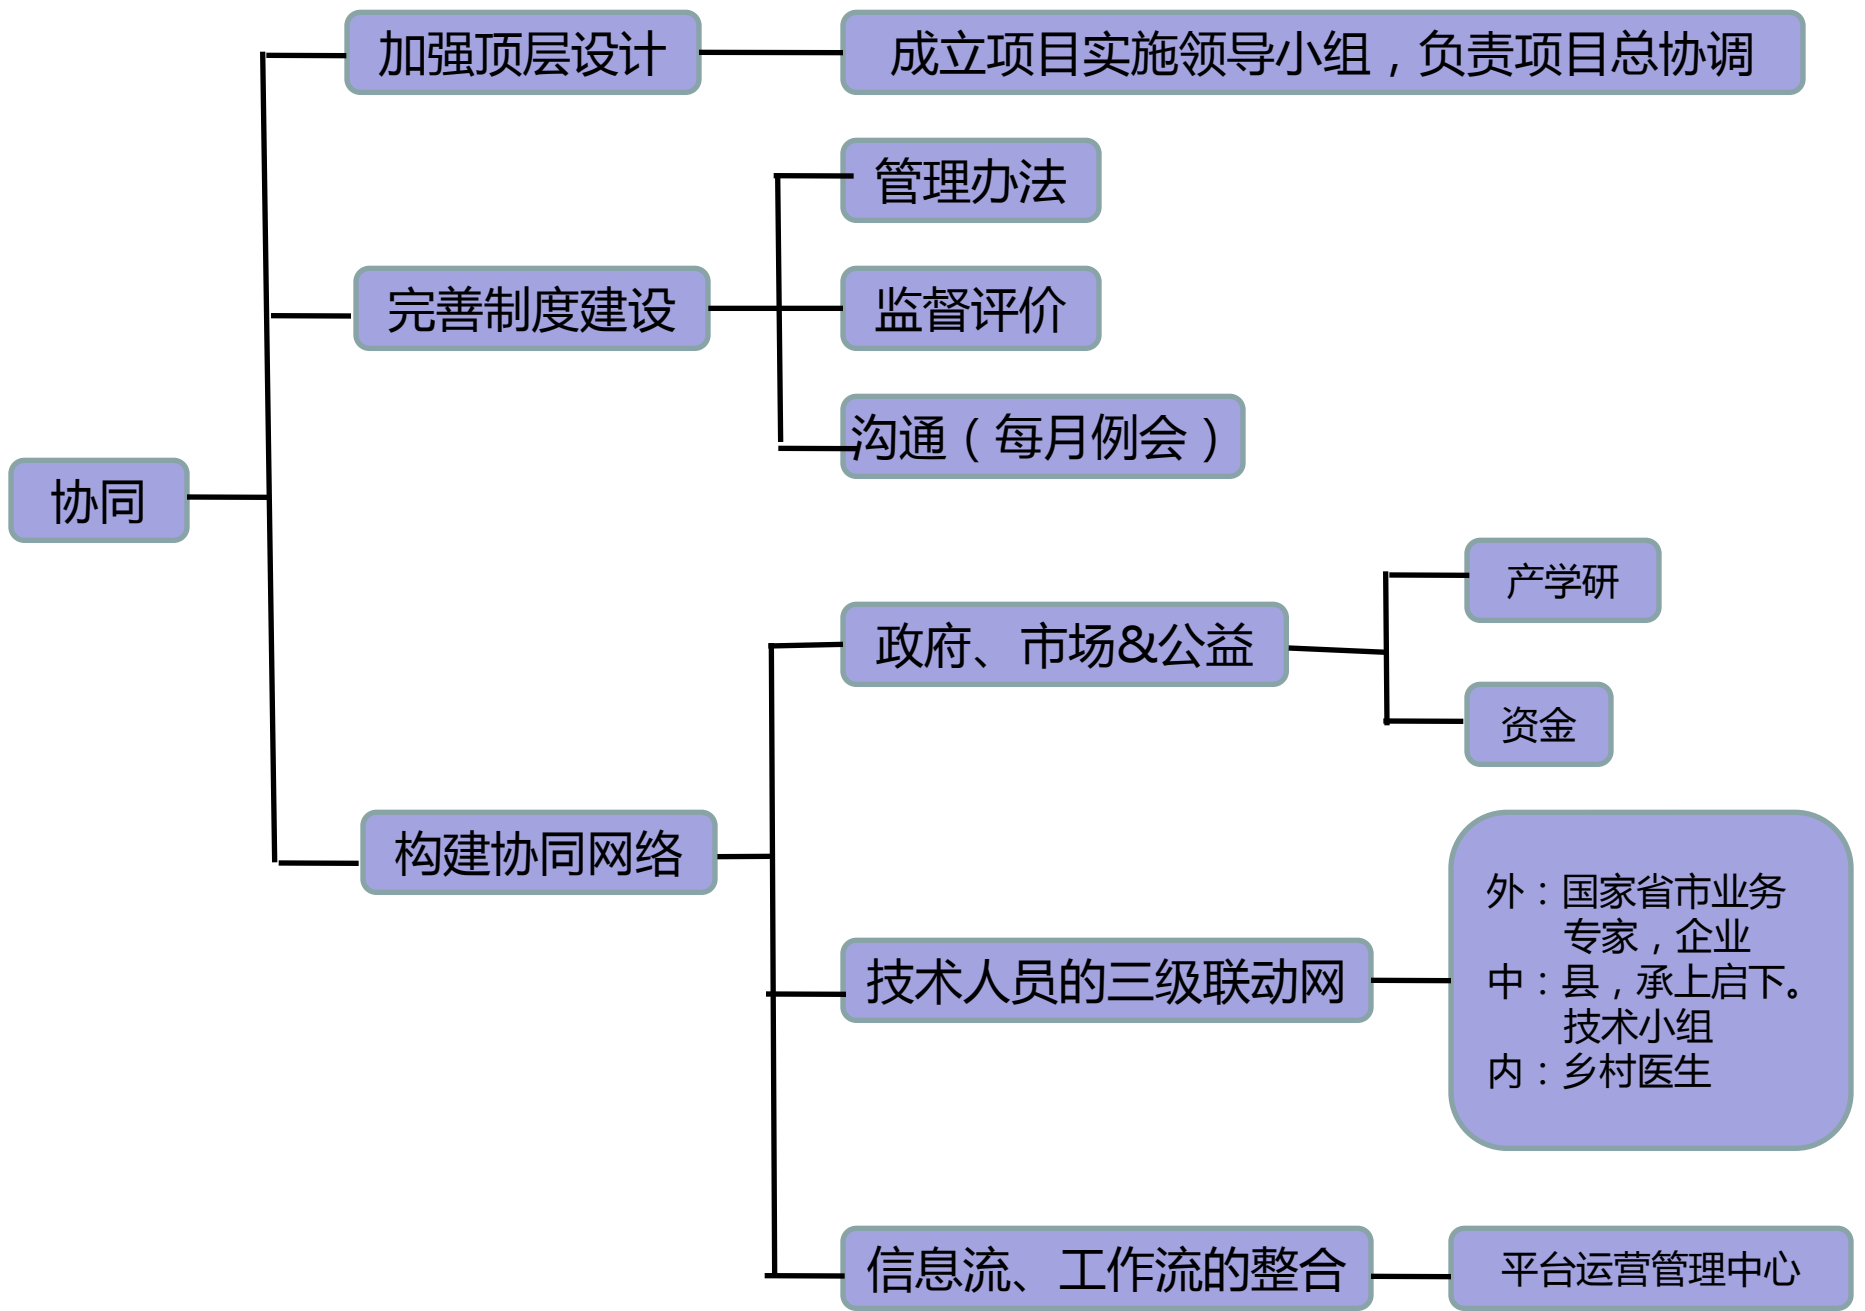 加强顶层设计
成立项目实施领导小组，负责项目总协调
管理办法
完善制度建设
监督评价
沟通（每月例会）
协同
产学研
政府、市场&公益
资金
构建协同网络
外：国家省市业务
专家，企业
中：县，承上启下。
技术小组
内：乡村医生
技术人员的三级联动网
信息流、工作流的整合
平台运营管理中心